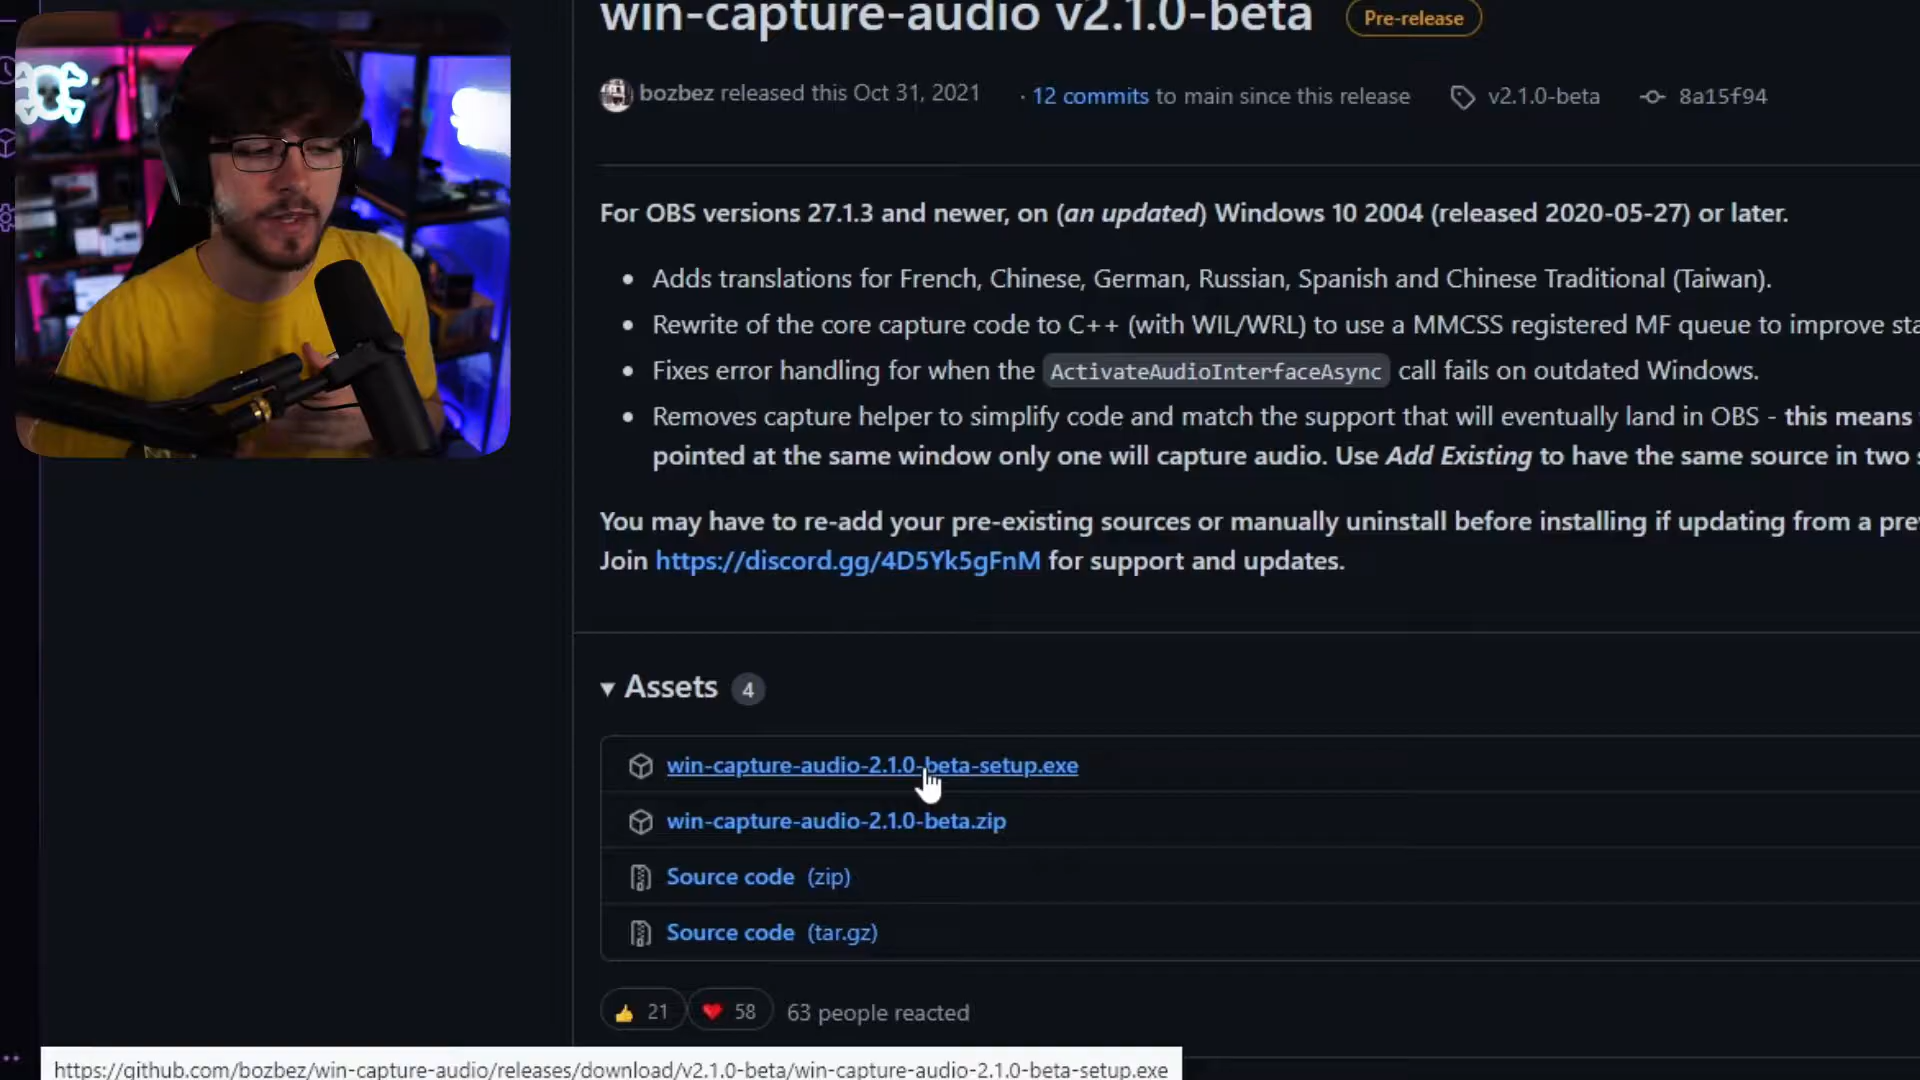 win-capture-audio v2.1.0-beta Pre-release
bozbez released this Oct 31, 2021 · 12 commits to main since this release v2.1.0-beta 8a15f94
For OBS versions 27.1.3 and newer, on (an updated) Windows 10 2004 (released 2020-05-27) or later.
• Adds translations for French, Chinese, German, Russian, Spanish and Chinese Traditional (Taiwan).
• Rewrite of the core capture code to C++ (with WIL/WRL) to use a MMCSS registered MF queue to improve sta
• Fixes error handling for when the ActivateAudioInterfaceAsync call fails on outdated Windows.
• Removes capture helper to simplify code and match the support that will eventually land in OBS - this means
pointed at the same window only one will capture audio. Use Add Existing to have the same source in two s
You may have to re-add your pre-existing sources or manually uninstall before installing if updating from a prev
Join https://discord.gg/4D5Yk5gFnM for support and updates.
Assets 4
win-capture-audio-2.1.0-beta-setup.exe
win-capture-audio-2.1.0-beta.zip
Source code (zip)
Source code (tar.gz)
👍 21 ❤️ 58 63 people reacted
https://github.com/bozbez/win-capture-audio/releases/download/v2.1.0-beta/win-capture-audio-2.1.0-beta-setup.exe